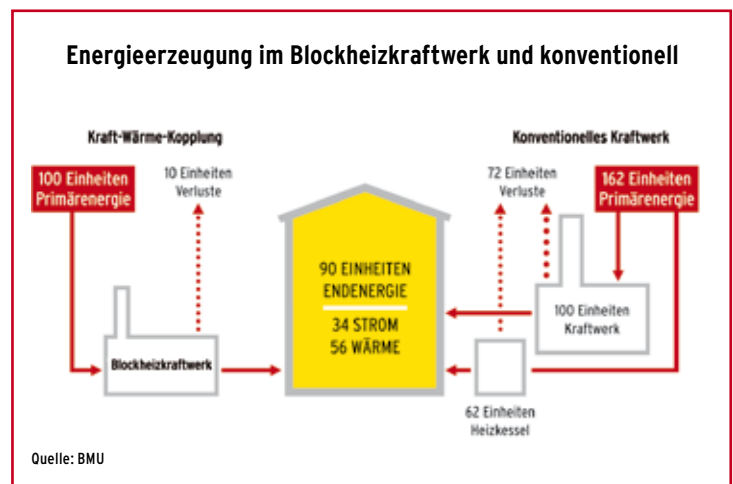 Energieerzeugung im Blockheizkraftwerk und konventionell
Kraft-Wärme-Kopplung
100 Einheiten
Primärenergie
10 Einheiten
Verluste
Blockheizkraftwerk
90 EINHEITEN
ENDENERGIE
34 STROM
56 WÄRME
Konventionelles Kraftwerk
72 Einheiten
Verluste
162 Einheiten
Primärenergie
100 Einheiten
Kraftwerk
62 Einheiten
Heizkessel
Quelle: BMU